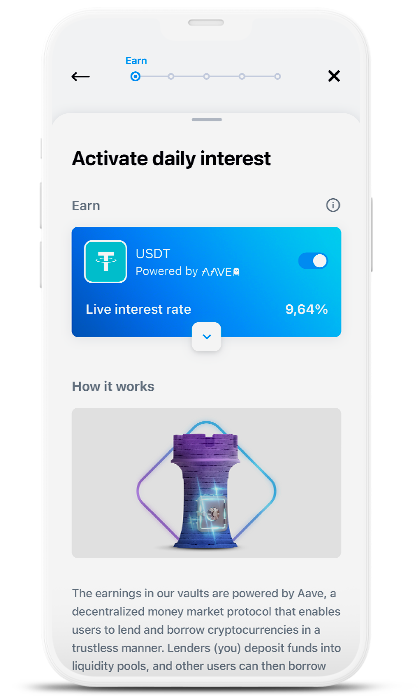 Earn
Activate daily interest
Earn
USDT
Powered by AAVE
Live interest rate 9,64%
How it works
The earnings in our vaults are powered by Aave, a
decentralized money market protocol that enables
users to lend and borrow cryptocurrencies in a
trustless manner. Lenders (you) deposit funds into
liquidity pools, and other users can then borrow